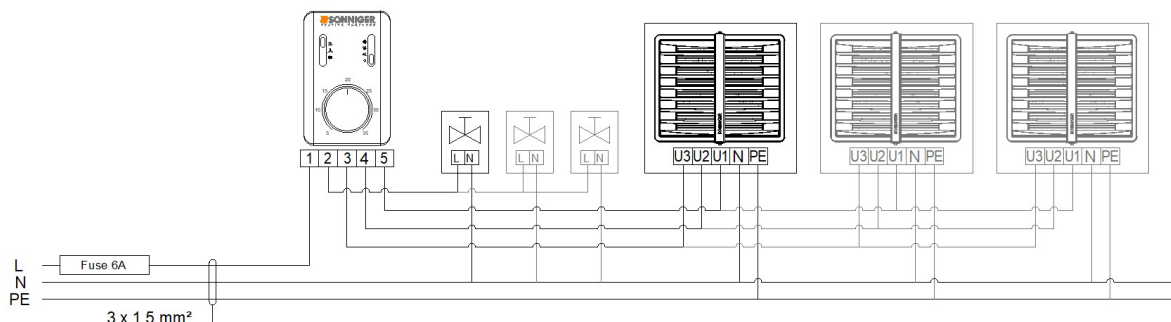 SONNIGER
20
15
25
10
30
5
35
1 2 3 4 5
L N
L N
L N
U3 U2 U1 N PE
U3 U2 U1 N PE
U3 U2 U1 N PE
L
Fuse 6A
N
PE
3 x 1,5 mm²